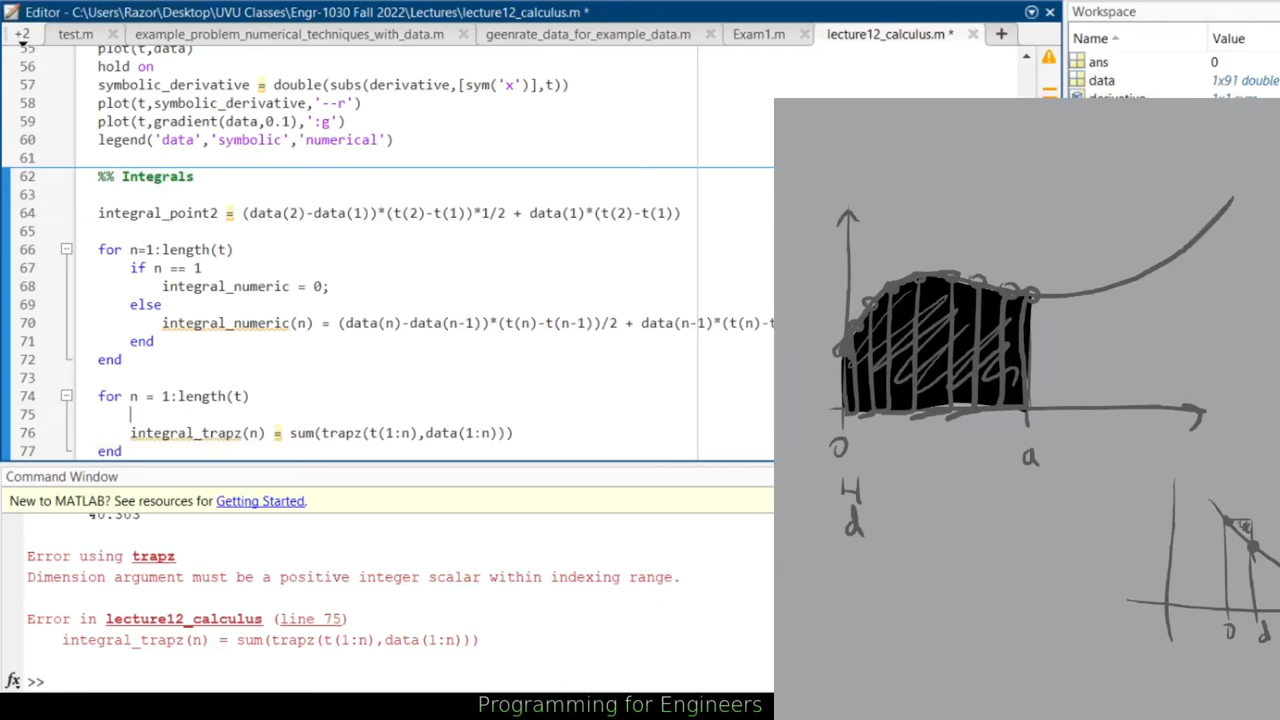 Editor - C:\Users\Razor\Desktop\UVU Classes\Engr-1030 Fall 2022\Lectures\lecture12_calculus.m *
+2 test.m example_problem_numerical_techniques_with_data.m geenrate_data_for_example_data.m Exam1.m lecture12_calculus.m * +
55 plot(t,data)
56 hold on
57 symbolic_derivative = double(subs(derivative,[sym('x')],t))
58 plot(t,symbolic_derivative,'--r')
59 plot(t,gradient(data,0.1),':g')
60 legend('data','symbolic','numerical')
61
62 %% Integrals
63
64 integral_point2 = (data(2)-data(1))*(t(2)-t(1))*1/2 + data(1)*(t(2)-t(1))
65
66 for n=1:length(t)
67 if n == 1
68 integral_numeric = 0;
69 else
70 integral_numeric(n) = (data(n)-data(n-1))*(t(n)-t(n-1))/2 + data(n-1)*(t(n)-t
71 end
72 end
73
74 for n = 1:length(t)
75
76 integral_trapz(n) = sum(trapz(t(1:n),data(1:n)))
77 end
Workspace
Name Value
ans 0
data 1x91 double
derivative 1x1 sym
Command Window
New to MATLAB? See resources for Getting Started.
40.303
Error using trapz
Dimension argument must be a positive integer scalar within indexing range.
Error in lecture12_calculus (line 75)
integral_trapz(n) = sum(trapz(t(1:n),data(1:n)))
fx >>
0 a
d
0 d
Programming for Engineers